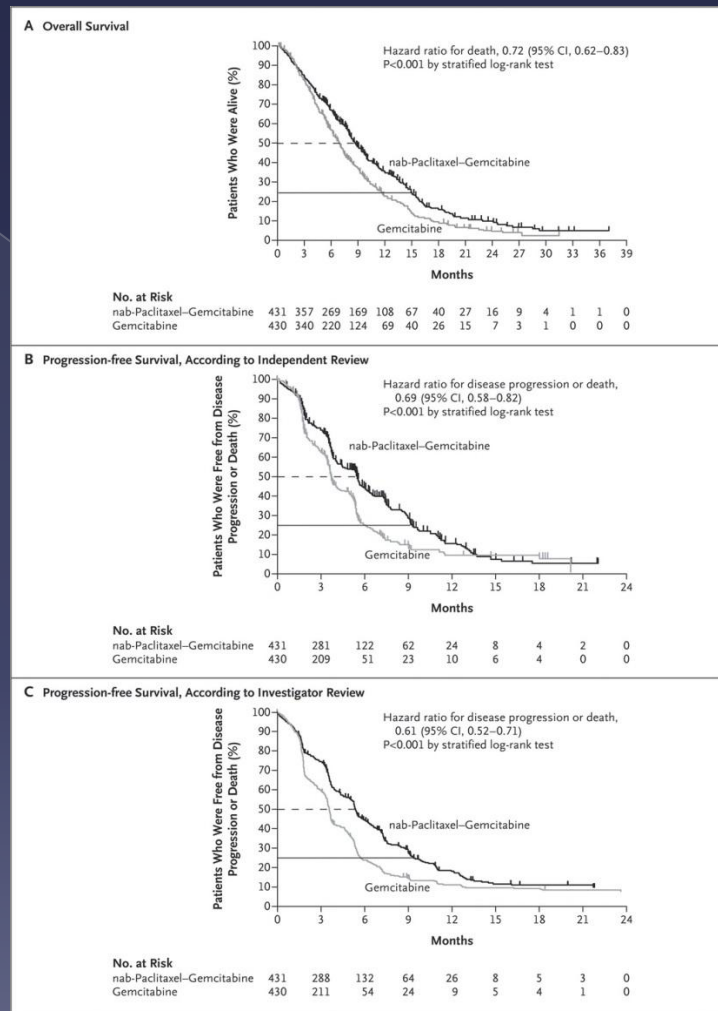 A Overall Survival
Patients Who Were Alive (%)
100
90
80
70
60
50
40
30
20
10
0
Hazard ratio for death, 0.72 (95% CI, 0.62–0.83)
P<0.001 by stratified log-rank test
nab-Paclitaxel–Gemcitabine
Gemcitabine
0 3 6 9 12 15 18 21 24 27 30 33 36 39
Months
No. at Risk
nab-Paclitaxel–Gemcitabine 431 357 269 169 108 67 40 27 16 9 4 1 1 0
Gemcitabine 430 340 220 124 69 40 26 15 7 3 1 0 0 0
B Progression-free Survival, According to Independent Review
Patients Who Were Free from Disease
Progression or Death (%)
100
90
80
70
60
50
40
30
20
10
0
Hazard ratio for disease progression or death,
0.69 (95% CI, 0.58–0.82)
P<0.001 by stratified log-rank test
nab-Paclitaxel–Gemcitabine
Gemcitabine
0 3 6 9 12 15 18 21 24
Months
No. at Risk
nab-Paclitaxel–Gemcitabine 431 281 122 62 24 8 4 2 0
Gemcitabine 430 209 51 23 10 6 4 0 0
C Progression-free Survival, According to Investigator Review
Patients Who Were Free from Disease
Progression or Death (%)
100
90
80
70
60
50
40
30
20
10
0
Hazard ratio for disease progression or death,
0.61 (95% CI, 0.52–0.71)
P<0.001 by stratified log-rank test
nab-Paclitaxel–Gemcitabine
Gemcitabine
0 3 6 9 12 15 18 21 24
Months
No. at Risk
nab-Paclitaxel–Gemcitabine 431 288 132 64 26 8 5 3 0
Gemcitabine 430 211 54 24 9 5 4 1 0